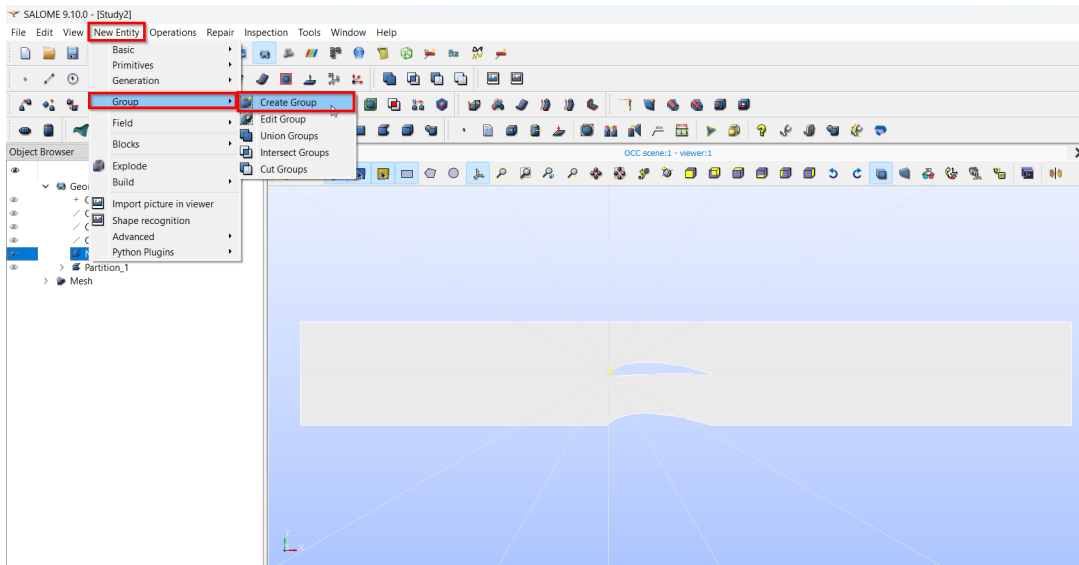 SALOME 9.10.0 - [Study2]
File Edit View New Entity Operations Repair Inspection Tools Window Help
Basic
Primitives
Generation
Group
Create Group
Edit Group
Field
Union Groups
Blocks
Intersect Groups
Object Browser
OCC scene:1 - viewer:1
Explode
Cut Groups
Build
Geor
Import picture in viewer
Shape recognition
Advanced
Python Plugins
Partition_1
Mesh
Y
X